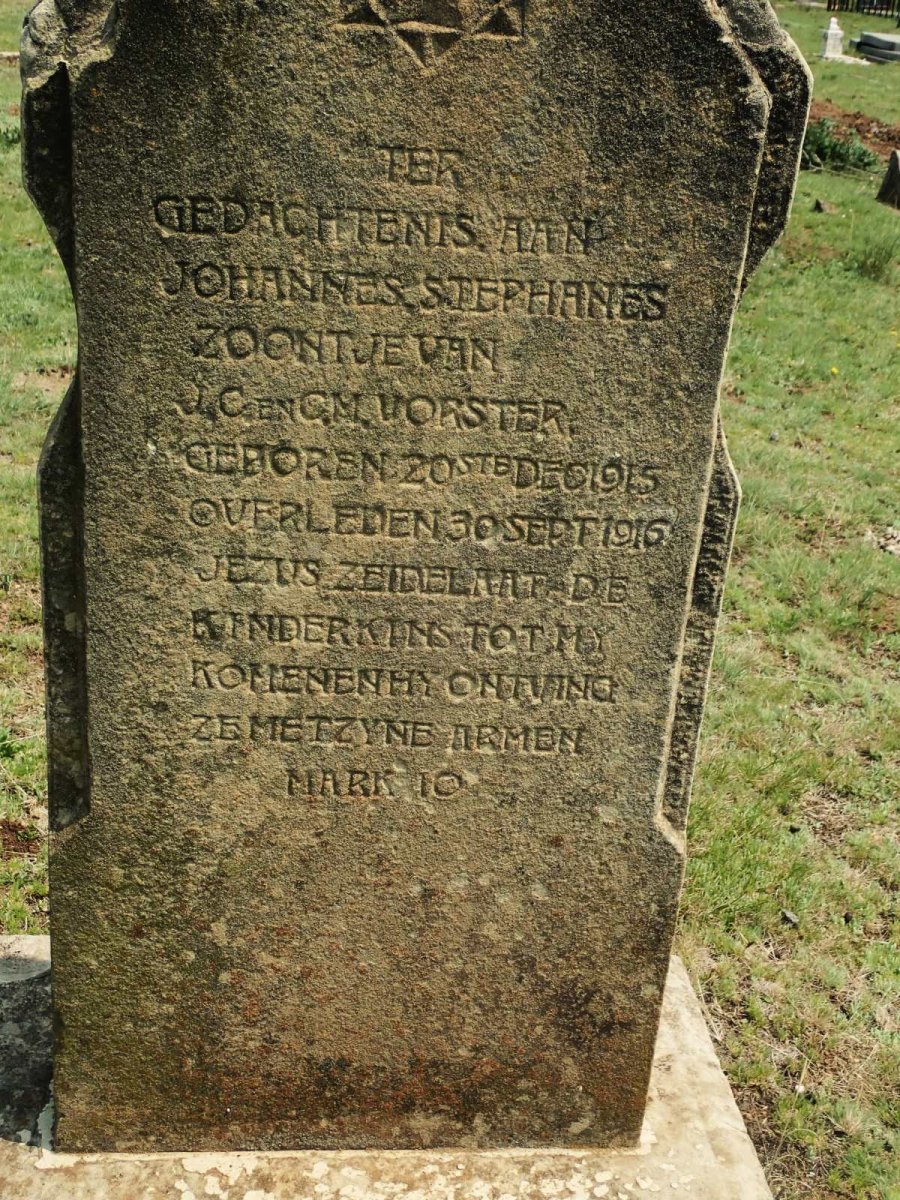 TER
GEDACHTENIS. AAN
JOHANNES. STEPHANES
ZOONTJE VAN
J.C. en G.M. VORSTER.
GEBOREN. 20STE DEC 1915
OVERLEDEN 30 SEPT 1916
JEZUS. ZEIDE LAAT. DE
KINDERKINS TOT. MY
KOMEN EN HY ONTVING
ZE MET ZYNE ARMEN
MARK 10